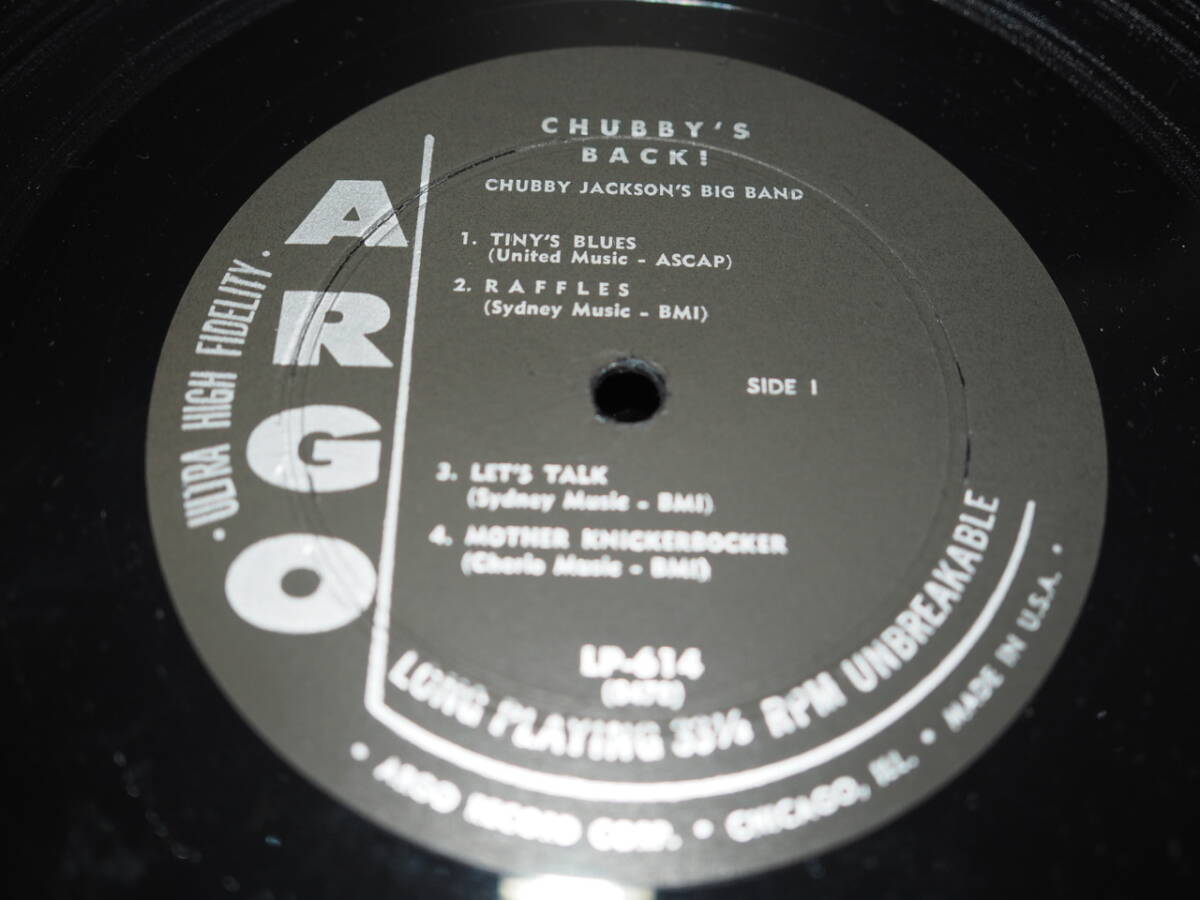 CHUBBY'S
BACK!
CHUBBY JACKSON'S BIG BAND
1. TINY'S BLUES
(United Music - ASCAP)
2. RAFFLES
(Sydney Music - BMI)
SIDE 1
3. LET'S TALK
(Sydney Music - BMI)
4. MOTHER KNICKERBOCKER
(Music - BMI)
LP-614
ARGO
• ULTRA HIGH FIDELITY •
LONG PLAYING 33⅓ RPM UNBREAKABLE
• ARGO RECORD CORP. • CHICAGO, ILL. • MADE IN U.S.A. •